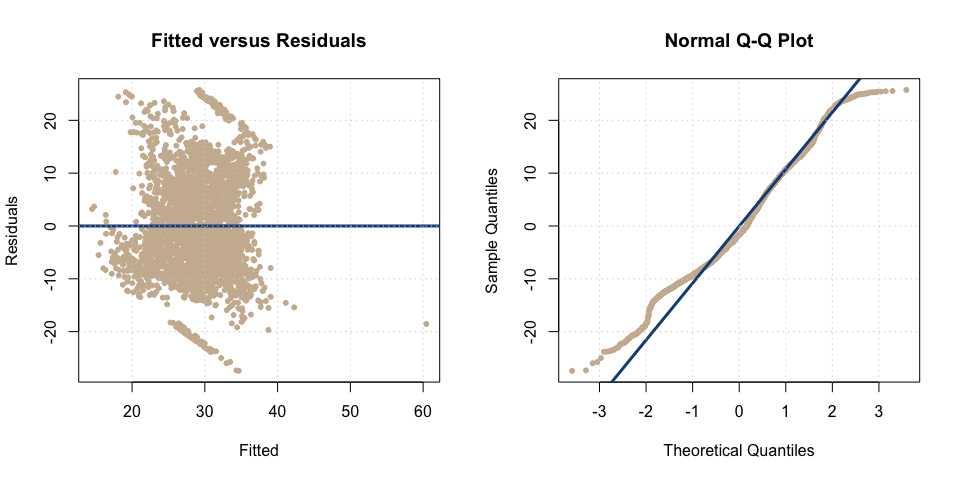 Fitted versus Residuals
Residuals
20
10
0
-10
-20
20 30 40 50 60
Fitted
Normal Q-Q Plot
Sample Quantiles
20
10
0
-10
-20
-3 -2 -1 0 1 2 3
Theoretical Quantiles